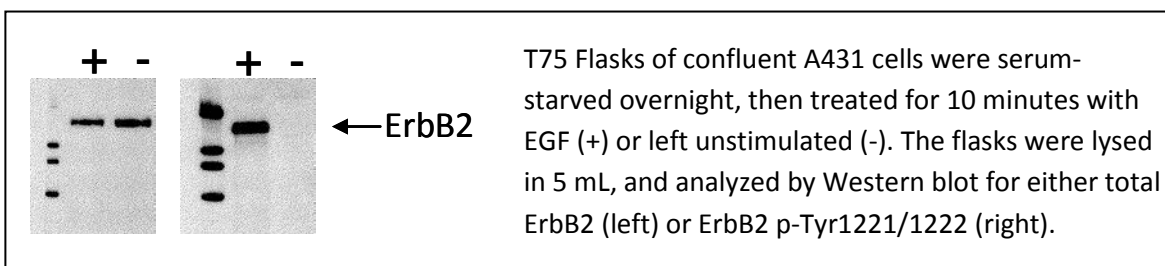 + -
+ -
ErbB2
T75 Flasks of confluent A431 cells were serum-
starved overnight, then treated for 10 minutes with
EGF (+) or left unstimulated (-). The flasks were lysed
in 5 mL, and analyzed by Western blot for either total
ErbB2 (left) or ErbB2 p-Tyr1221/1222 (right).